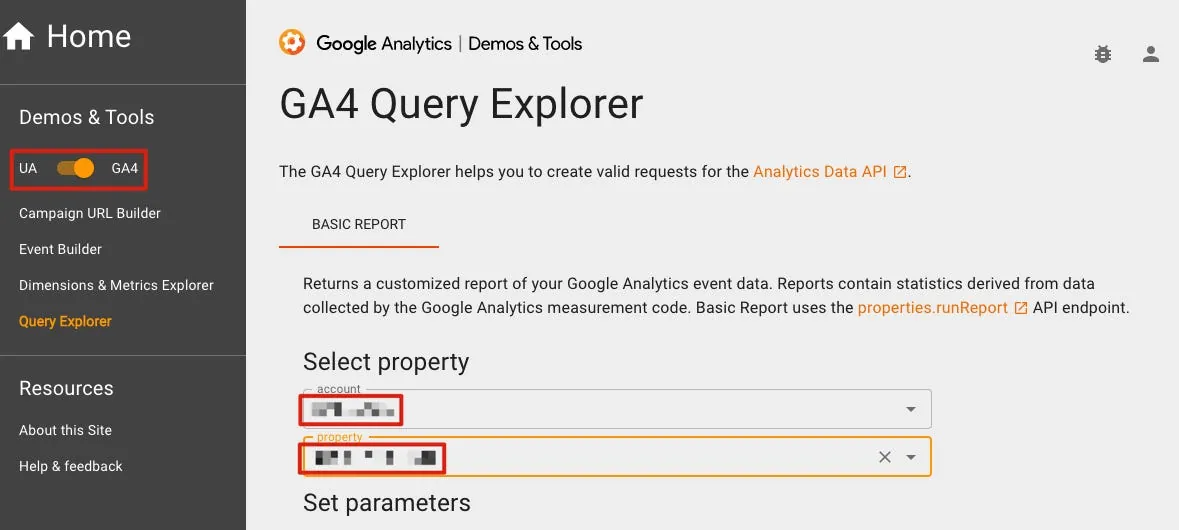 Home
Demos & Tools
UA GA4
Campaign URL Builder
Event Builder
Dimensions & Metrics Explorer
Query Explorer
Resources
About this Site
Help & feedback
Google Analytics | Demos & Tools
GA4 Query Explorer
The GA4 Query Explorer helps you to create valid requests for the Analytics Data API.
BASIC REPORT
Returns a customized report of your Google Analytics event data. Reports contain statistics derived from data
collected by the Google Analytics measurement code. Basic Report uses the properties.runReport API endpoint.
Select property
account
property
Set parameters